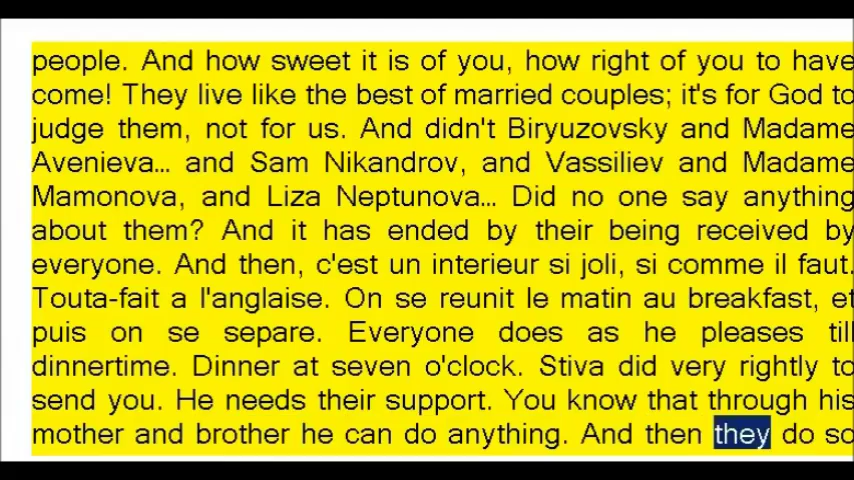 people. And how sweet it is of you, how right of you to have
come! They live like the best of married couples; it's for God to
judge them, not for us. And didn't Biryuzovsky and Madame
Avenieva... and Sam Nikandrov, and Vassiliev and Madame
Mamonova, and Liza Neptunova... Did no one say anything
about them? And it has ended by their being received by
everyone. And then, c'est un interieur si joli, si comme il faut.
Touta-fait a l'anglaise. On se reunit le matin au breakfast, et
puis on se separe. Everyone does as he pleases till
dinnertime. Dinner at seven o'clock. Stiva did very rightly to
send you. He needs their support. You know that through his
mother and brother he can do anything. And then they do so